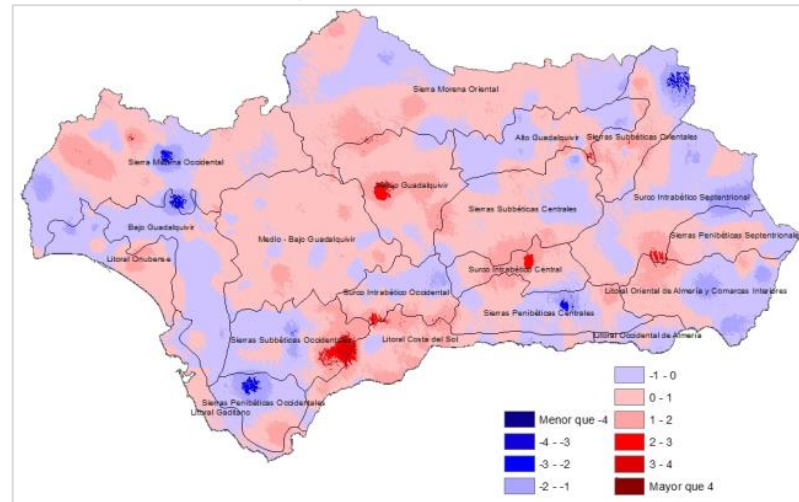 Sierra Morena Oriental
Alto Guadalquivir
Sierras Subbéticas Orientales
Sierra Morena Occidental
Medio Guadalquivir
Sierras Subbéticas Centrales
Surco Intrabético Septentrional
Bajo Guadalquivir
Medio - Bajo Guadalquivir
Sierras Penibéticas Septentrionales
Litoral Onubense
Surco Intrabético Central
Surco Intrabético Occidental
Litoral Oriental de Almería y Comarcas Interiores
Sierras Penibéticas Centrales
Sierras Subbéticas Occidentales
Litoral Costa del Sol
Litoral Occidental de Almería
Sierras Penibéticas Occidentales
Litoral Gaditano
Menor que -4
-4 - -3
-3 - -2
-2 - -1
-1 - 0
0 - 1
1 - 2
2 - 3
3 - 4
Mayor que 4